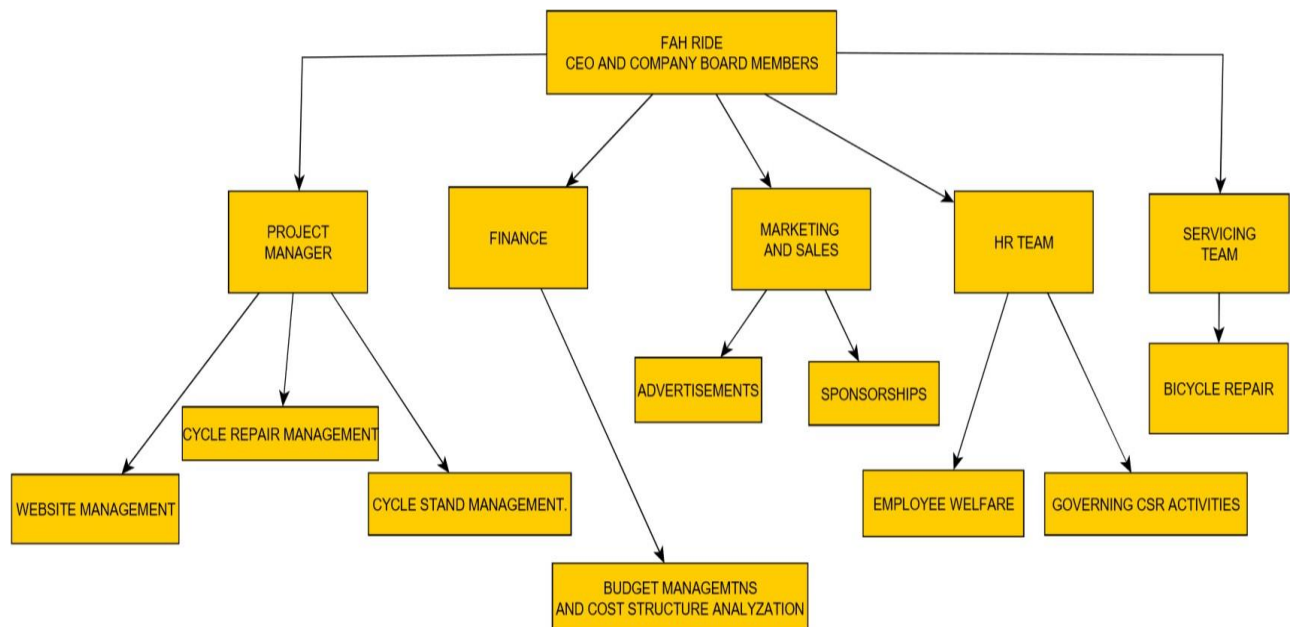 FAH RIDE
CEO AND COMPANY BOARD MEMBERS
PROJECT
MANAGER
FINANCE
MARKETING
AND SALES
HR TEAM
SERVICING
TEAM
ADVERTISEMENTS
SPONSORSHIPS
BICYCLE REPAIR
CYCLE REPAIR MANAGEMENT
WEBSITE MANAGEMENT
CYCLE STAND MANAGEMENT.
EMPLOYEE WELFARE
GOVERNING CSR ACTIVITIES
BUDGET MANAGEMTNS
AND COST STRUCTURE ANALYZATION